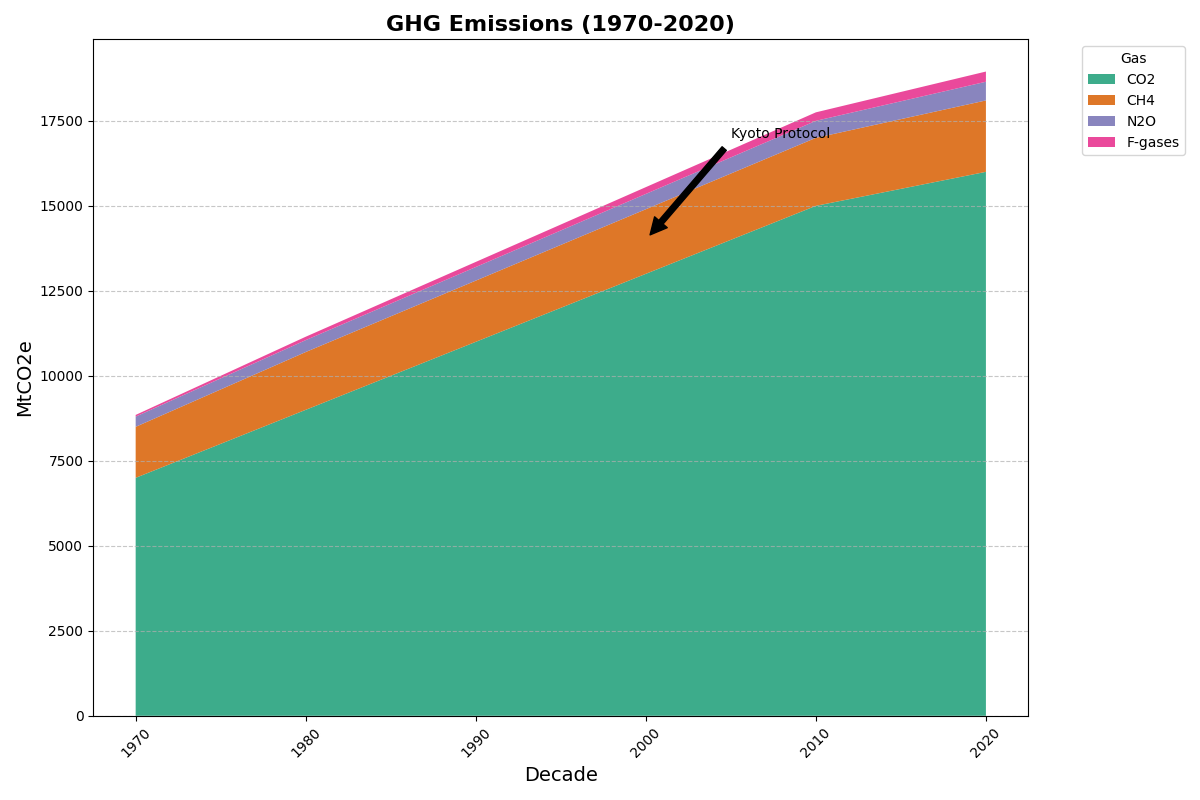 GHG Emissions (1970-2020)
MtCO2e
17500
15000
12500
10000
7500
5000
2500
0
Kyoto Protocol
1970
1980
1990
2000
2010
2020
Decade
Gas
CO2
CH4
N2O
F-gases